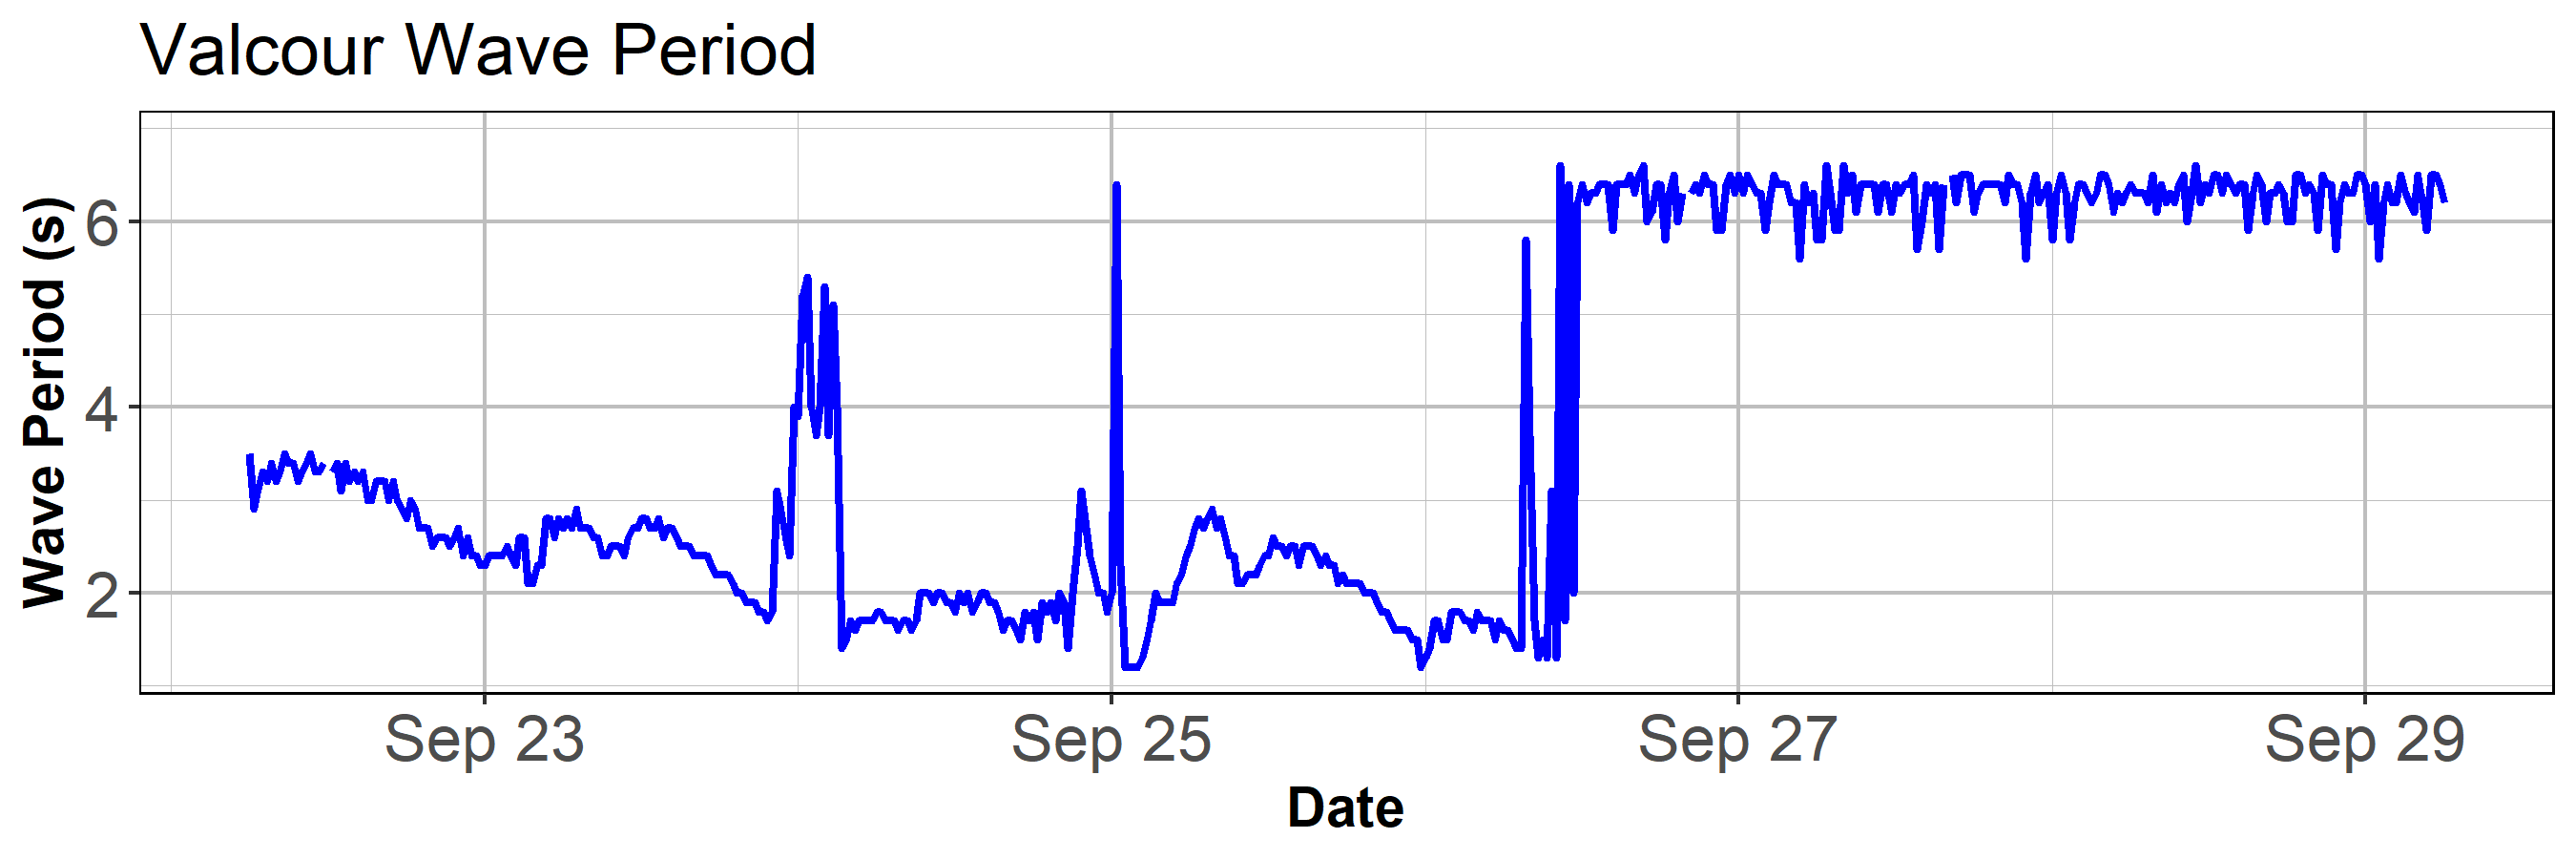 Valcour Wave Period
Wave Period (s)
6
4
2
Sep 23 Sep 25 Sep 27 Sep 29
Date